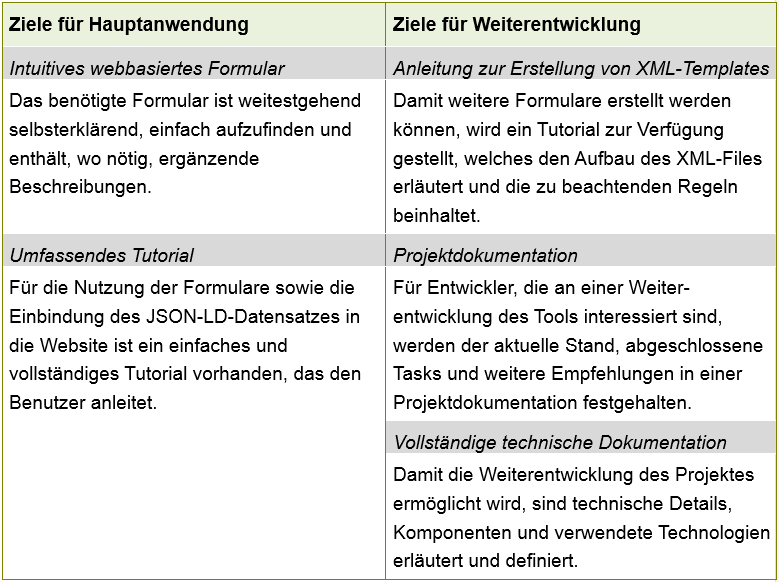 Ziele für Hauptanwendung
Intuitives webbasiertes Formular
Das benötigte Formular ist weitestgehend
selbsterklärend, einfach aufzufinden und
enthält, wo nötig, ergänzende
Beschreibungen.
Umfassendes Tutorial
Für die Nutzung der Formulare sowie die
Einbindung des JSON-LD-Datensatzes in
die Website ist ein einfaches und
vollständiges Tutorial vorhanden, das den
Benutzer anleitet.
Ziele für Weiterentwicklung
Anleitung zur Erstellung von XML-Templates
Damit weitere Formulare erstellt werden
können, wird ein Tutorial zur Verfügung
gestellt, welches den Aufbau des XML-Files
erläutert und die zu beachtenden Regeln
beinhaltet.
Projektdokumentation
Für Entwickler, die an einer Weiter-
entwicklung des Tools interessiert sind,
werden der aktuelle Stand, abgeschlossene
Tasks und weitere Empfehlungen in einer
Projektdokumentation festgehalten.
Vollständige technische Dokumentation
Damit die Weiterentwicklung des Projektes
ermöglicht wird, sind technische Details,
Komponenten und verwendete Technologien
erläutert und definiert.